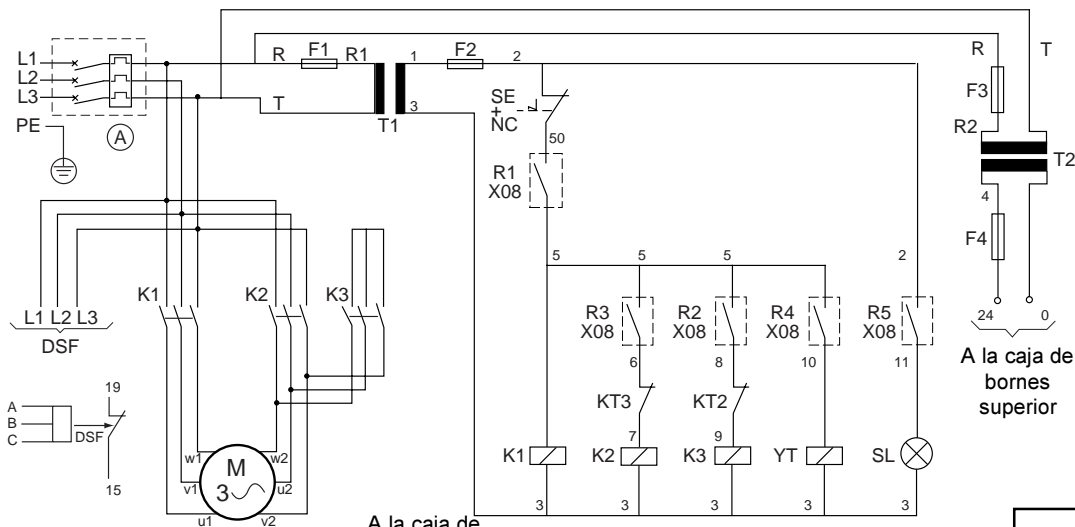 L1
L2
L3
PE
A
R
F1
R1
T
T1
1
3
F2
2
SE
+
NC
50
R1
X08
R
T
F3
R2
T2
4
F4
24
0
A la caja de
bornes
superior
L1 L2 L3
DSF
K1
K2
K3
A
B
C
DSF
19
15
M
3
w1
v1
u1
w2
u2
v2
5
5
5
2
R3
X08
R2
X08
R4
X08
R5
X08
6
8
10
11
KT3
KT2
7
9
K1
K2
K3
YT
SL
3
3
3
3
3
A la caja de